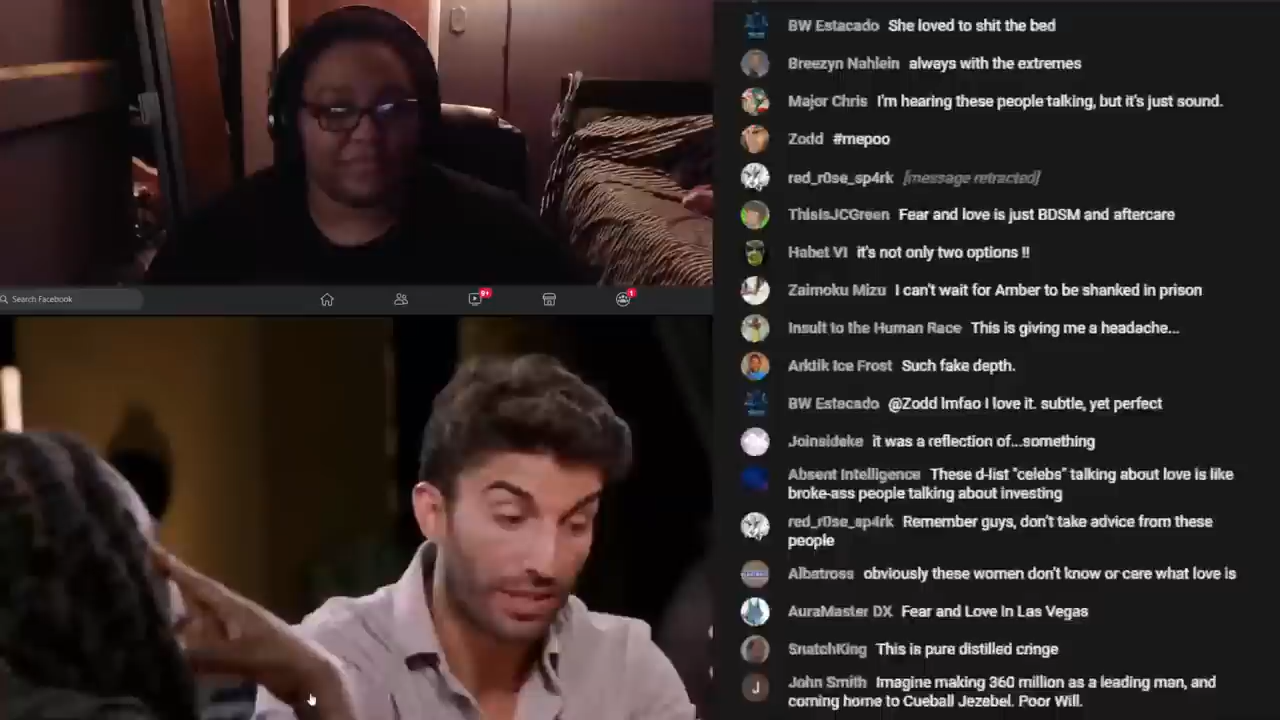 BW Estacado She loved to shit the bed
Breezyn Nahlein always with the extremes
Major Chris I'm hearing these people talking, but it's just sound.
Zodd #mepoo
red_r0se_sp4rk [message retracted]
ThisIsJCGreen Fear and love is just BDSM and aftercare
Habet VI it's not only two options !!
Zaimoku Mizu I can't wait for Amber to be shanked in prison
Search Facebook
9+
1
Insult to the Human Race This is giving me a headache...
Arktik Ice Frost Such fake depth.
BW Estacado @Zodd lmfao I love it. subtle, yet perfect
Joinsideke it was a reflection of...something
Absent Intelligence These d-list "celebs" talking about love is like
broke-ass people talking about investing
red_r0se_sp4rk Remember guys, don't take advice from these
people
Albatross obviously these women don't know or care what love is
AuraMaster DX Fear and Love In Las Vegas
SnatchKing This is pure distilled cringe
J
John Smith Imagine making 360 million as a leading man, and
coming home to Cueball Jezebel. Poor Will.